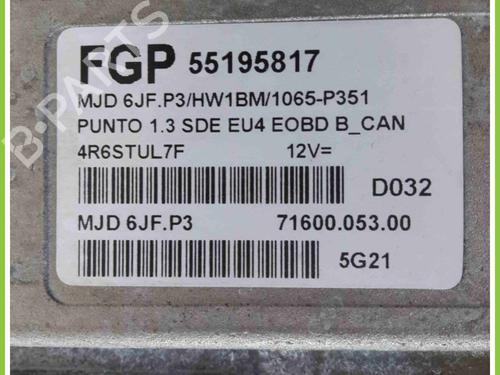 FGP 55195817
MJD 6JF.P3/HW1BM/1065-P351
PUNTO 1.3 SDE EU4 EOBD B_CAN
4R6STUL7F 12V=
D032
MJD 6JF.P3 71600.053.00
5G21
B-PARTS